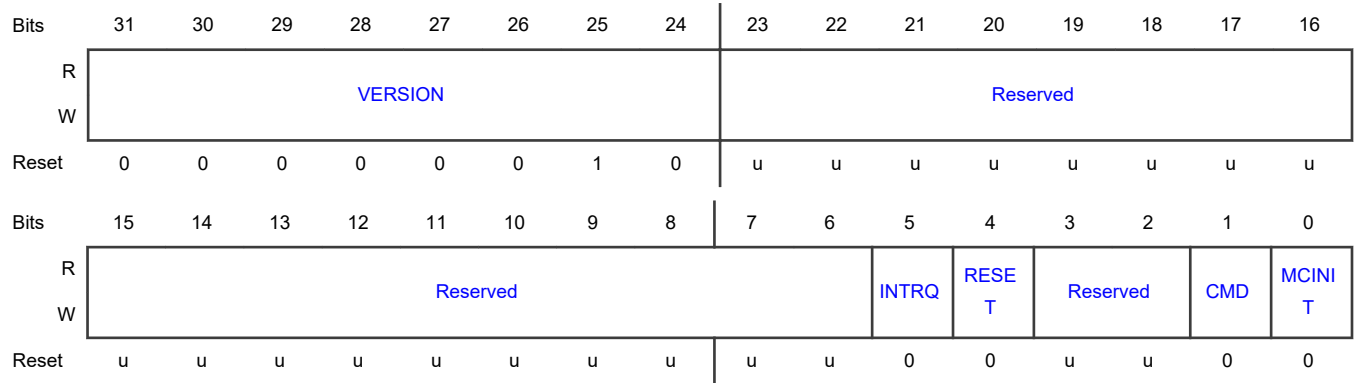 Bits 31 30 29 28 27 26 25 24 23 22 21 20 19 18 17 16
R
VERSION Reserved
W
Reset 0 0 0 0 0 0 1 0 u u u u u u u u
Bits 15 14 13 12 11 10 9 8 7 6 5 4 3 2 1 0
R
Reserved INTRQ RESE
T Reserved CMD MCINI
T
W
Reset u u u u u u u u u u 0 0 u u 0 0